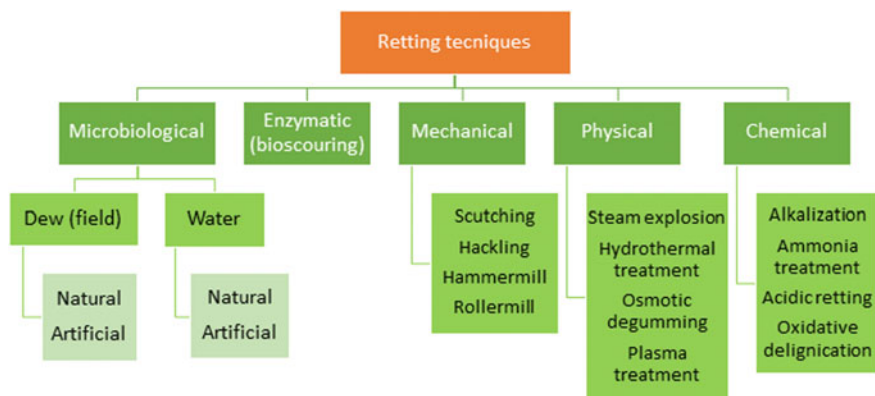 Retting tecniques
Microbiological
Enzymatic
(bioscouring)
Mechanical
Physical
Chemical
Dew (field)
Water
Natural
Artificial
Natural
Artificial
Scutching
Hackling
Hammermill
Rollermill
Steam explosion
Hydrothermal
treatment
Osmotic
degumming
Plasma
treatment
Alkalization
Ammonia
treatment
Acidic retting
Oxidative
delignication